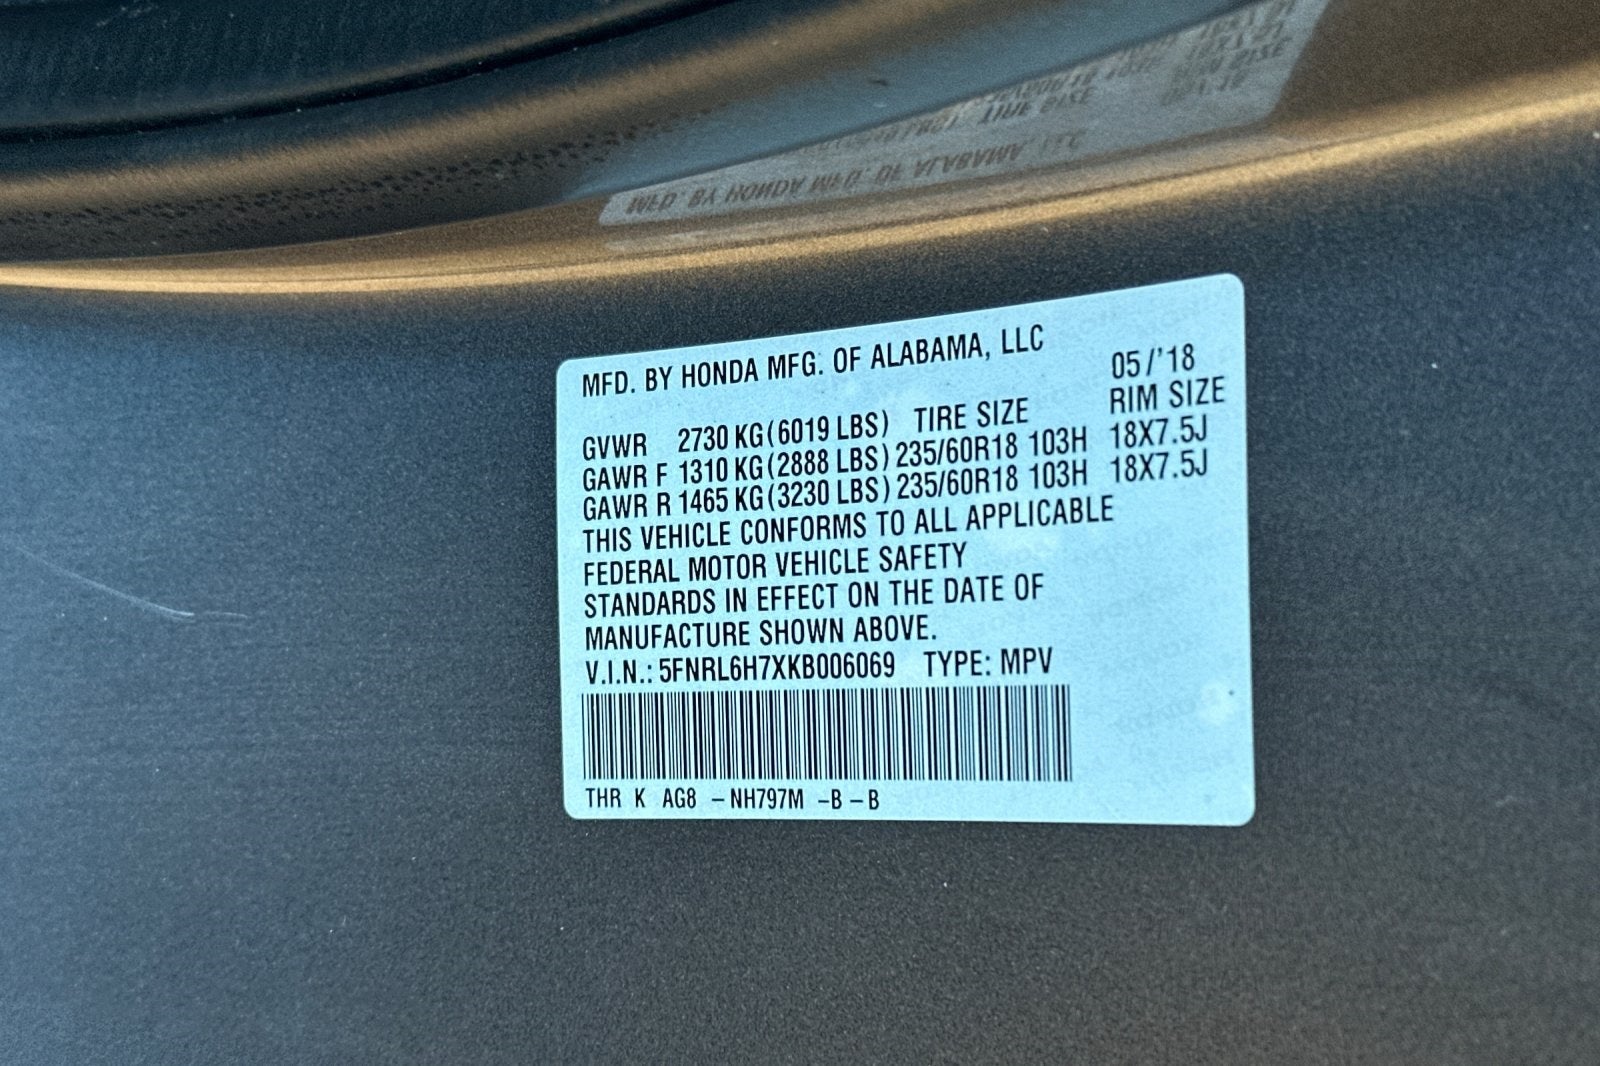 MFD. BY HONDA MFG. OF ALABAMA, LLC 05/'18
GVWR 2730 KG (6019 LBS) TIRE SIZE RIM SIZE
GAWR F 1310 KG (2888 LBS) 235/60R18 103H 18X7.5J
GAWR R 1465 KG (3230 LBS) 235/60R18 103H 18X7.5J
THIS VEHICLE CONFORMS TO ALL APPLICABLE
FEDERAL MOTOR VEHICLE SAFETY
STANDARDS IN EFFECT ON THE DATE OF
MANUFACTURE SHOWN ABOVE.
V.I.N.: 5FNRL6H7XKB006069 TYPE: MPV
THR K AG8 – NH797M – B – B